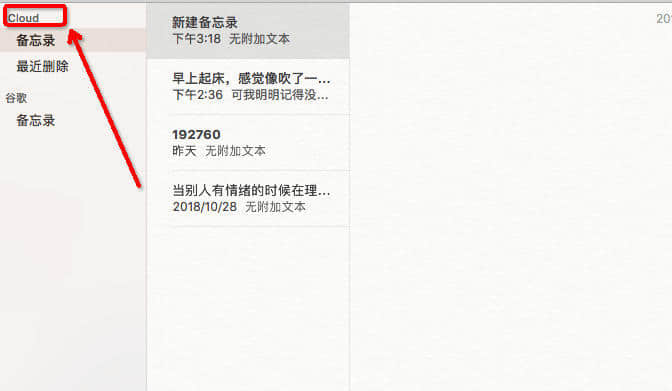 Cloud
备忘录
最近删除
谷歌
备忘录
新建备忘录
下午3:18 无附加文本
早上起床，感觉像吹了一...
下午2:36 可我明明记得没...
192760
昨天 无附加文本
当别人有情绪的时候在理...
2018/10/28 无附加文本
20